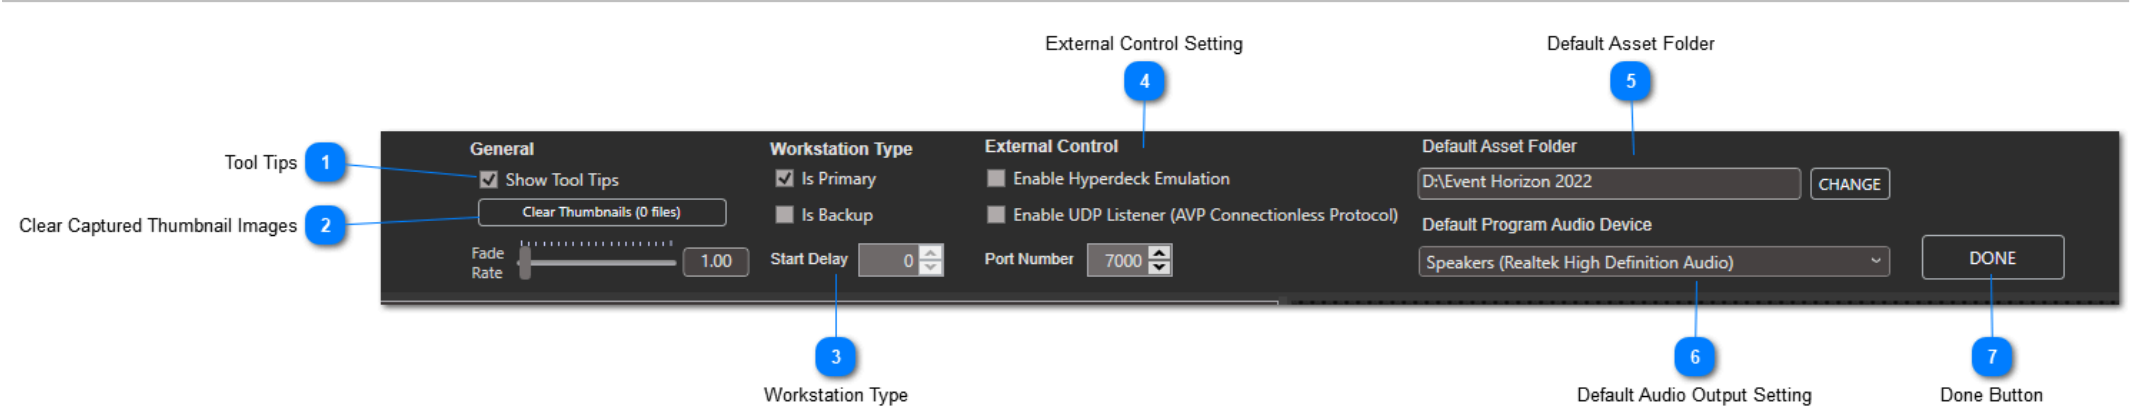 External Control Setting
Default Asset Folder
4
5
General
Workstation Type
External Control
Default Asset Folder
Tool Tips
1
Show Tool Tips
Is Primary
Enable Hyperdeck Emulation
D:\Event Horizon 2022
CHANGE
Clear Captured Thumbnail Images
2
Clear Thumbnails (0 files)
Is Backup
Enable UDP Listener (AVP Connectionless Protocol)
Default Program Audio Device
Fade
Rate
1.00
Start Delay
0
Port Number
7000
Speakers (Realtek High Definition Audio)
DONE
3
6
7
Workstation Type
Default Audio Output Setting
Done Button